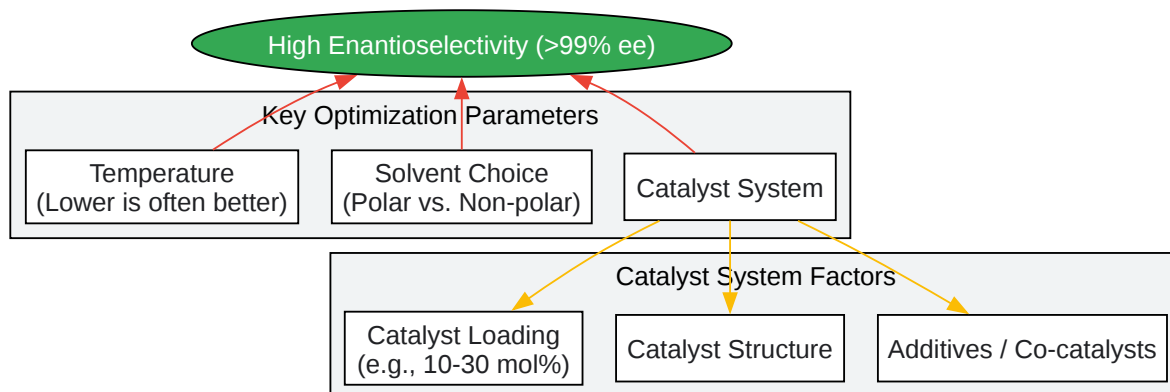 High Enantioselectivity (>99% ee)
Key Optimization Parameters
Temperature
(Lower is often better)
Solvent Choice
(Polar vs. Non-polar)
Catalyst System
Catalyst System Factors
Catalyst Loading
(e.g., 10-30 mol%)
Catalyst Structure
Additives / Co-catalysts